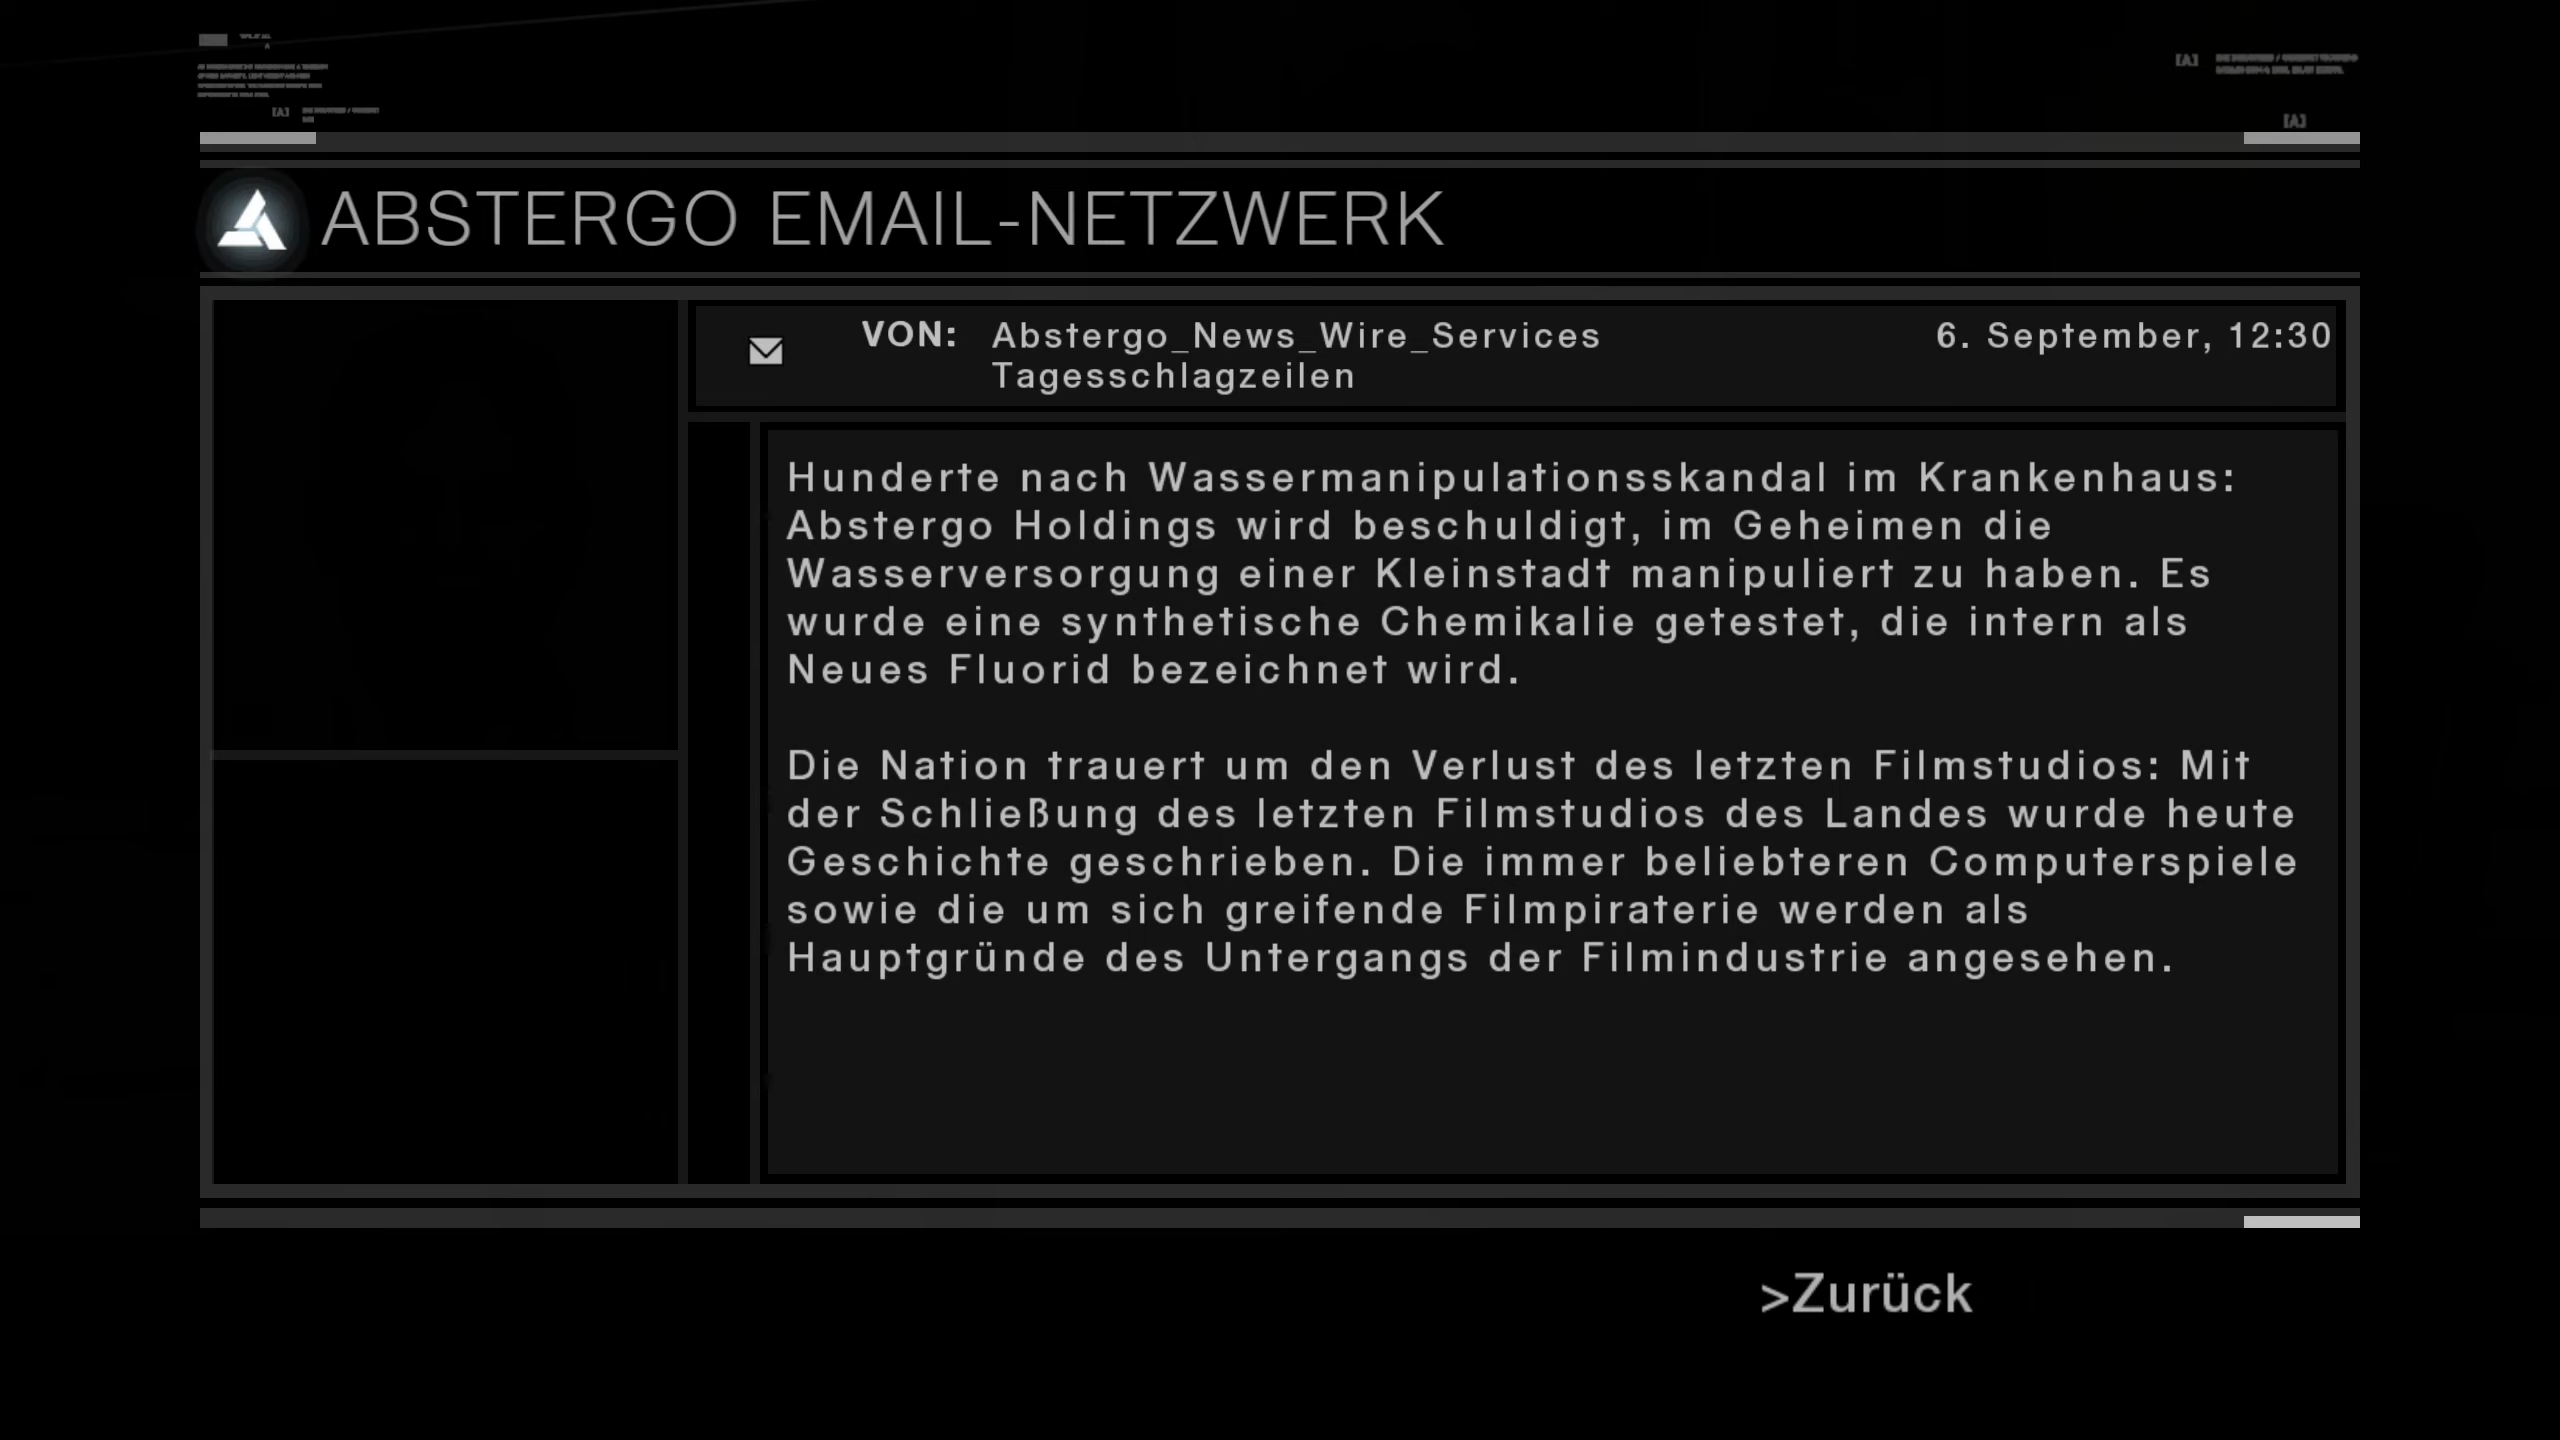 [A]
[A]
[A]
ABSTERGO EMAIL-NETZWERK
VON: Abstergo_News_Wire_Services 6. September, 12:30
Tagesschlagzeilen
Hunderte nach Wassermanipulationsskandal im Krankenhaus:
Abstergo Holdings wird beschuldigt, im Geheimen die
Wasserversorgung einer Kleinstadt manipuliert zu haben. Es
wurde eine synthetische Chemikalie getestet, die intern als
Neues Fluorid bezeichnet wird.
Die Nation trauert um den Verlust des letzten Filmstudios: Mit
der Schließung des letzten Filmstudios des Landes wurde heute
Geschichte geschrieben. Die immer beliebteren Computerspiele
sowie die um sich greifende Filmpiraterie werden als
Hauptgründe des Untergangs der Filmindustrie angesehen.
>Zurück